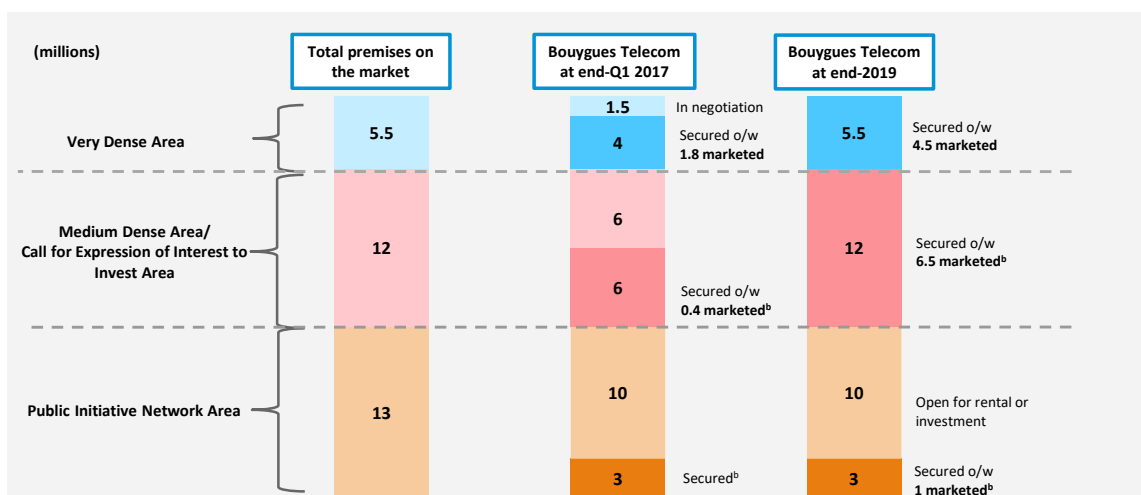 (millions)
Total premises on
the market
Bouygues Telecom
at end-Q1 2017
Bouygues Telecom
at end-2019
Very Dense Area
5.5
1.5
In negotiation
4
Secured o/w
1.8 marketed
5.5
Secured o/w
4.5 marketed
Medium Dense Area/
Call for Expression of Interest to
Invest Area
12
6
6
Secured o/w
0.4 marketedᵇ
12
Secured o/w
6.5 marketedᵇ
Public Initiative Network Area
13
10
3
Securedᵇ
10
Open for rental or
investment
3
Secured o/w
1 marketedᵇ